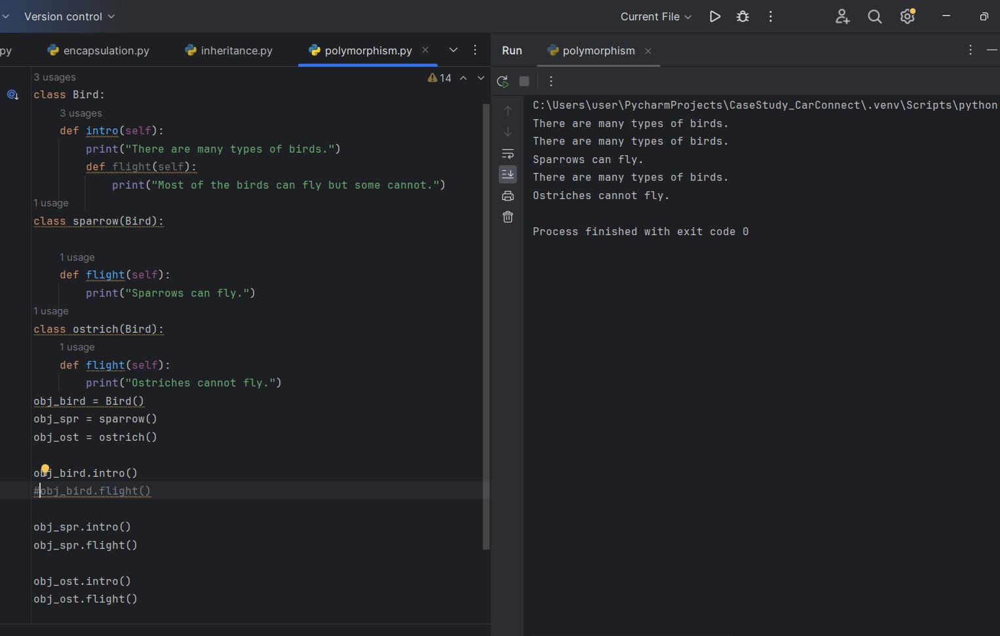 Version control
Current File
py
encapsulation.py
inheritance.py
polymorphism.py
Run
polymorphism
3 usages
14
class Bird:
3 usages
def intro(self):
print("There are many types of birds.")
def flight(self):
print("Most of the birds can fly but some cannot.")
1 usage
class sparrow(Bird):
1 usage
def flight(self):
print("Sparrows can fly.")
1 usage
class ostrich(Bird):
1 usage
def flight(self):
print("Ostriches cannot fly.")
obj_bird = Bird()
obj_spr = sparrow()
obj_ost = ostrich()
obj_bird.intro()
#obj_bird.flight()
obj_spr.intro()
obj_spr.flight()
obj_ost.intro()
obj_ost.flight()
C:\Users\user\PycharmProjects\CaseStudy_CarConnect\.venv\Scripts\python
There are many types of birds.
There are many types of birds.
Sparrows can fly.
There are many types of birds.
Ostriches cannot fly.
Process finished with exit code 0